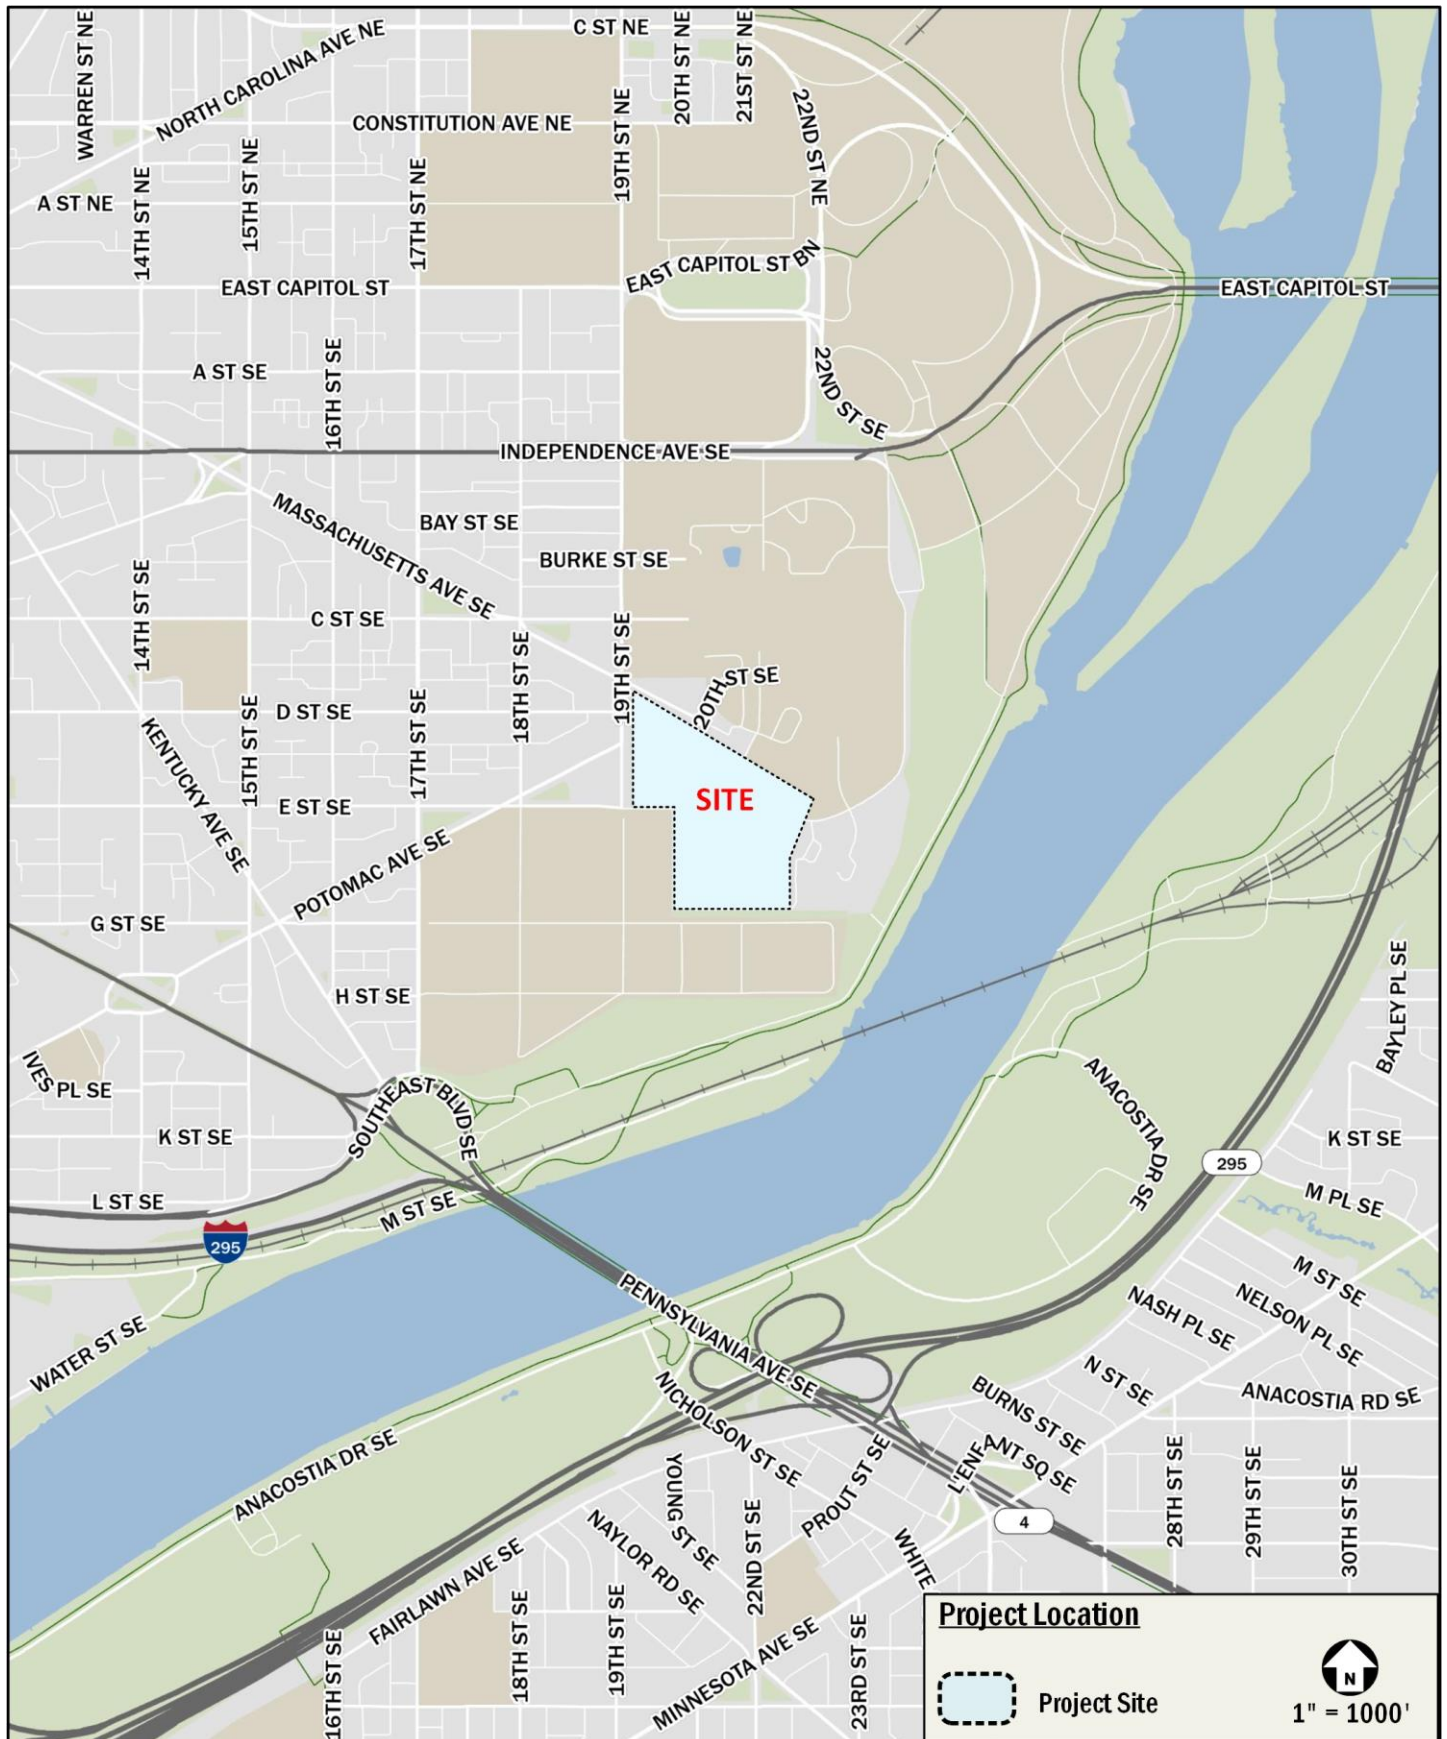 WARREN ST NE
NORTH CAROLINA AVE NE
C ST NE
20TH ST NE
21ST ST NE
CONSTITUTION AVE NE
19TH ST NE
22ND ST NE
A ST NE
14TH ST NE
15TH ST NE
17TH ST NE
EAST CAPITOL ST BN
EAST CAPITOL ST
EAST CAPITOL ST
A ST SE
16TH ST SE
22ND ST SE
INDEPENDENCE AVE SE
MASSACHUSETTS AVE SE
BAY ST SE
BURKE ST SE
14TH ST SE
C ST SE
18TH ST SE
19TH ST SE
20TH ST SE
D ST SE
KENTUCKY AVE SE
15TH ST SE
17TH ST SE
SITE
E ST SE
POTOMAC AVE SE
G ST SE
H ST SE
BAYLEY PL SE
IVES PL SE
SOUTHEAST BLVD SE
ANACOSTIA DR SE
K ST SE
K ST SE
295
L ST SE
M ST SE
M PL SE
295
PENNSYLVANIA AVE SE
M ST SE
NELSON PL SE
NASH PL SE
WATER ST SE
N ST SE
ANACOSTIA RD SE
BURNS ST SE
NICHOLSON ST SE
ANACOSTIA DR SE
L'ENFANT SQ SE
PROUT ST SE
YOUNG ST SE
28TH ST SE
29TH ST SE
30TH ST SE
4
NAYLOR RD SE
22ND ST SE
WHITE
FAIRLAWN AVE SE
16TH ST SE
18TH ST SE
19TH ST SE
MINNESOTA AVE SE
23RD ST SE
Project Location
N
Project Site
1" = 1000'